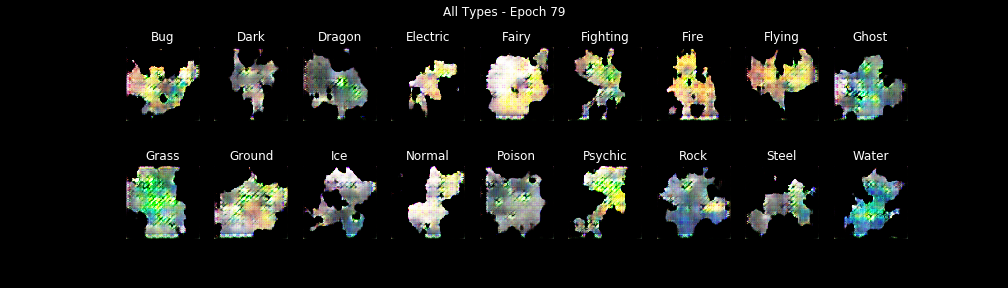 All Types - Epoch 79
Bug Dark Dragon Electric Fairy Fighting Fire Flying Ghost
Grass Ground Ice Normal Poison Psychic Rock Steel Water